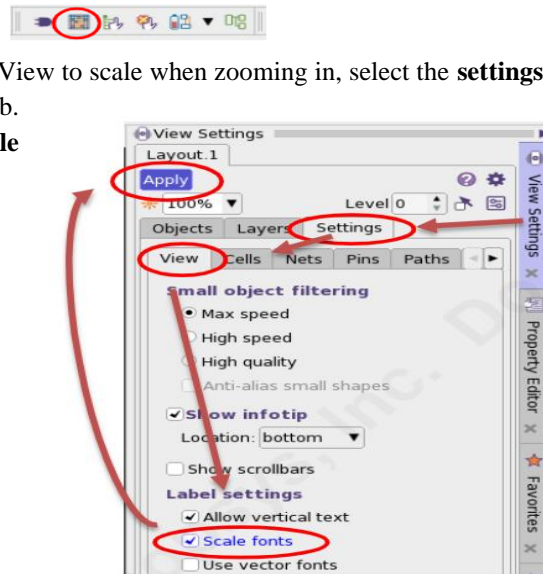 View to scale when zooming in, select the settings
b.
le
View Settings
Layout.1
Apply
100% Level 0
Objects Layers Settings
View Cells Nets Pins Paths
Small object filtering
Max speed
High speed
High quality
Anti-alias small shapes
Show infotip
Location: bottom
Show scrollbars
Label settings
Allow vertical text
Scale fonts
Use vector fonts
View Settings
Property Editor
Favorites